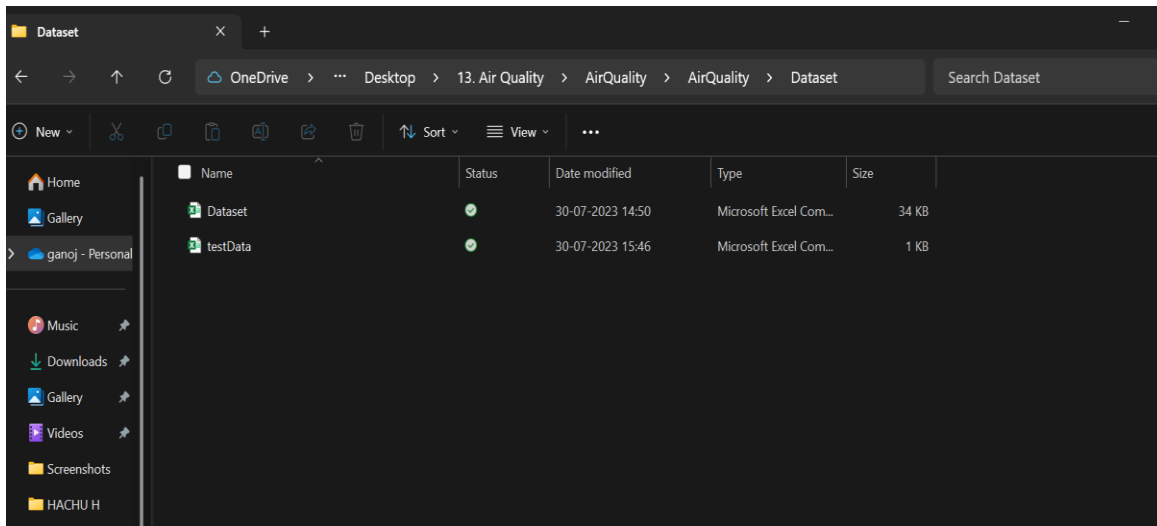 Dataset
OneDrive > ... Desktop > 13. Air Quality > AirQuality > AirQuality > Dataset
Search Dataset
New
Sort
View
...
Name Status Date modified Type Size
Dataset 30-07-2023 14:50 Microsoft Excel Com... 34 KB
testData 30-07-2023 15:46 Microsoft Excel Com... 1 KB
Home
Gallery
ganoj - Personal
Music
Downloads
Gallery
Videos
Screenshots
HACHU H